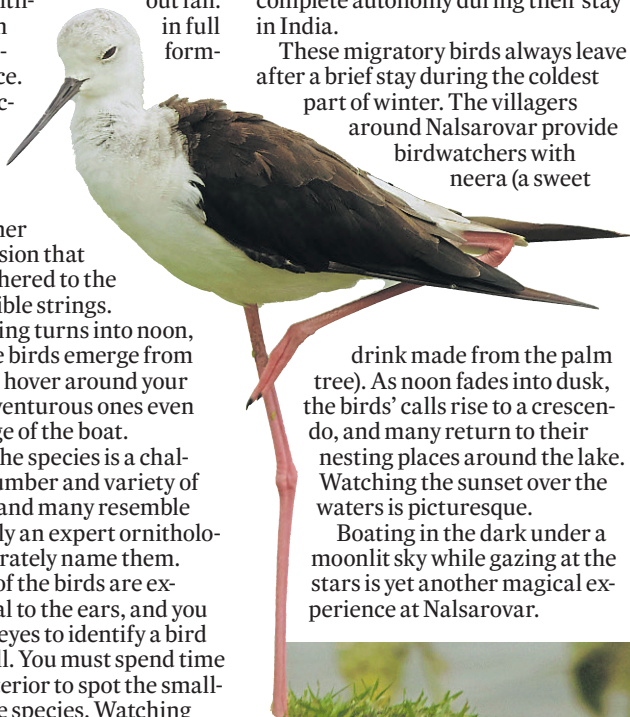 in full
form-
ce.
c-
her
sion that
hered to the
ible strings.
ing turns into noon,
e birds emerge from
hover around your
venturous ones even
ge of the boat.
he species is a chal-
umber and variety of
and many resemble
ly an expert ornitholo-
rately name them.
of the birds are ex-
al to the ears, and you
eyes to identify a bird
ll. You must spend time
terior to spot the small-
e species. Watching
complete autonomy during their stay
in India.
These migratory birds always leave
after a brief stay during the coldest
part of winter. The villagers
around Nalsarovar provide
birdwatchers with
neera (a sweet
drink made from the palm
tree). As noon fades into dusk,
the birds’ calls rise to a crescen-
do, and many return to their
nesting places around the lake.
Watching the sunset over the
waters is picturesque.
Boating in the dark under a
moonlit sky while gazing at the
stars is yet another magical ex-
perience at Nalsarovar.